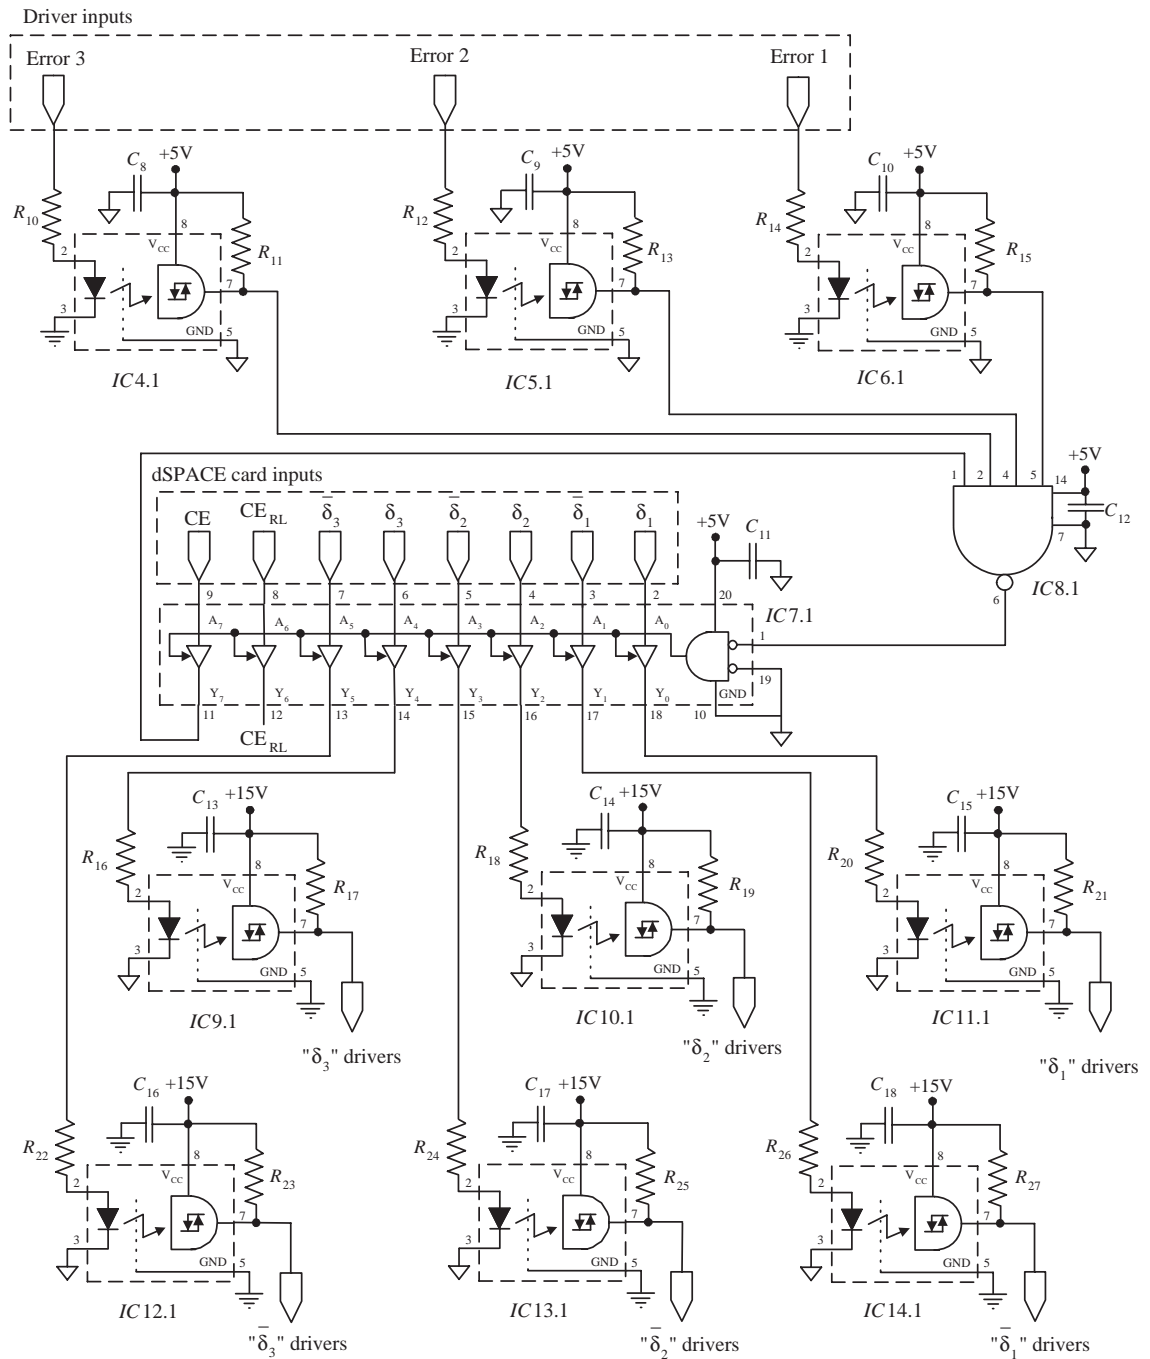 Driver inputs
Error 3
Error 2
Error 1
C8 +5V
C9 +5V
C10 +5V
R10
8
R11
2
VCC
7
3
GND
5
IC4.1
R12
8
R13
2
VCC
7
3
GND
5
IC5.1
R14
8
R15
2
VCC
7
3
GND
5
IC6.1
dSPACE card inputs
1 2 4 5
14
+5V
C12
7
6
IC8.1
CE
CERL
δ̅3
δ3
δ̅2
δ2
δ̅1
δ1
+5V
C11
9 8 7 6 5 4 3 2 20
IC7.1
A7 A6 A5 A4 A3 A2 A1 A0
1
19
GND
Y7 Y6 Y5 Y4 Y3 Y2 Y1 Y0
11 12 13 14 15 16 17 18 10
CERL
C13 +15V
C14 +15V
C15 +15V
R16
8
R17
2
VCC
7
3
GND
5
IC9.1
"δ3" drivers
R18
8
R19
2
VCC
7
3
GND
5
IC10.1
"δ2" drivers
R20
8
R21
2
VCC
7
3
GND
5
IC11.1
"δ1" drivers
C16 +15V
C17 +15V
C18 +15V
R22
8
R23
2
VCC
7
3
GND
5
IC12.1
"δ̅3" drivers
R24
8
R25
2
VCC
7
3
GND
5
IC13.1
"δ̅2" drivers
R26
8
R27
2
VCC
7
3
GND
5
IC14.1
"δ̅1" drivers